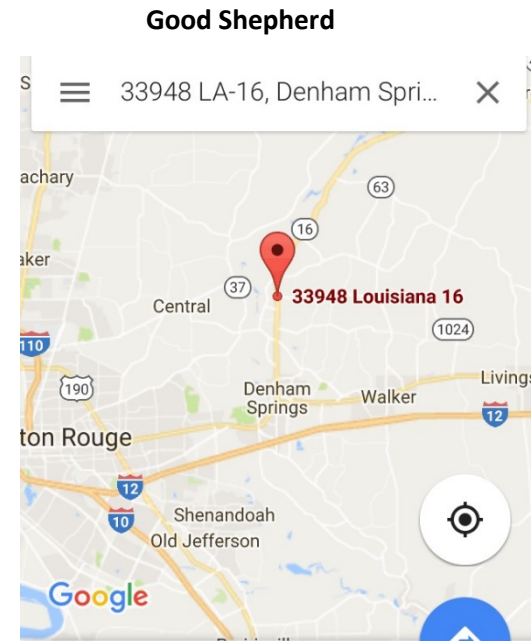 Good Shepherd
S
33948 LA-16, Denham Spri...
achary
63
16
aker
37
33948 Louisiana 16
Central
1024
110
190
Denham
Springs
Walker
Livings
12
ton Rouge
12
10
Shenandoah
Old Jefferson
Google